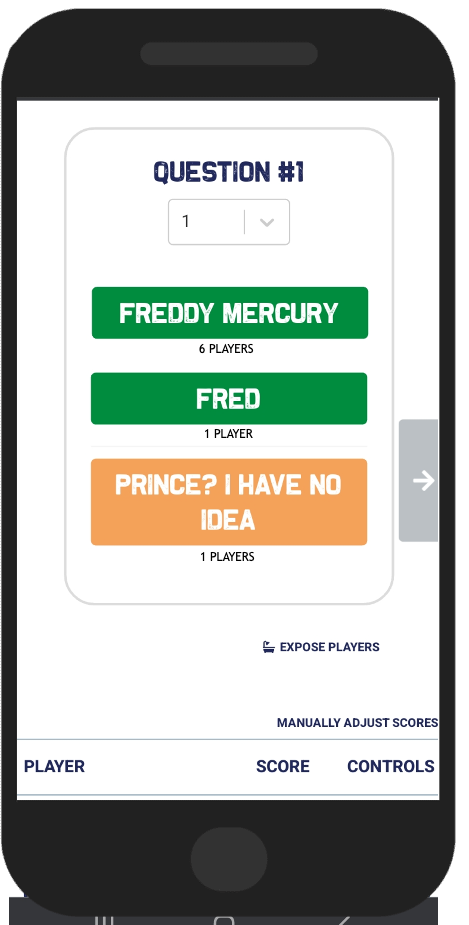 QUESTION #1
1
FREDDY MERCURY
6 PLAYERS
FRED
1 PLAYER
PRINCE? I HAVE NO
IDEA
1 PLAYERS
EXPOSE PLAYERS
MANUALLY ADJUST SCORES
PLAYER SCORE CONTROLS